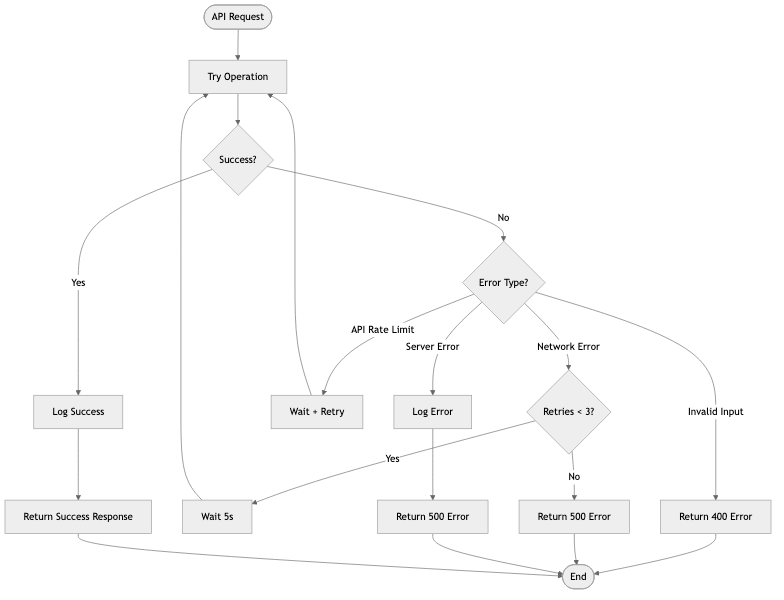 API Request
Try Operation
Success?
No
Yes
Error Type?
API Rate Limit
Server Error
Network Error
Log Success
Wait + Retry
Log Error
Retries < 3?
Invalid Input
Yes
No
Return Success Response
Wait 5s
Return 500 Error
Return 500 Error
Return 400 Error
End